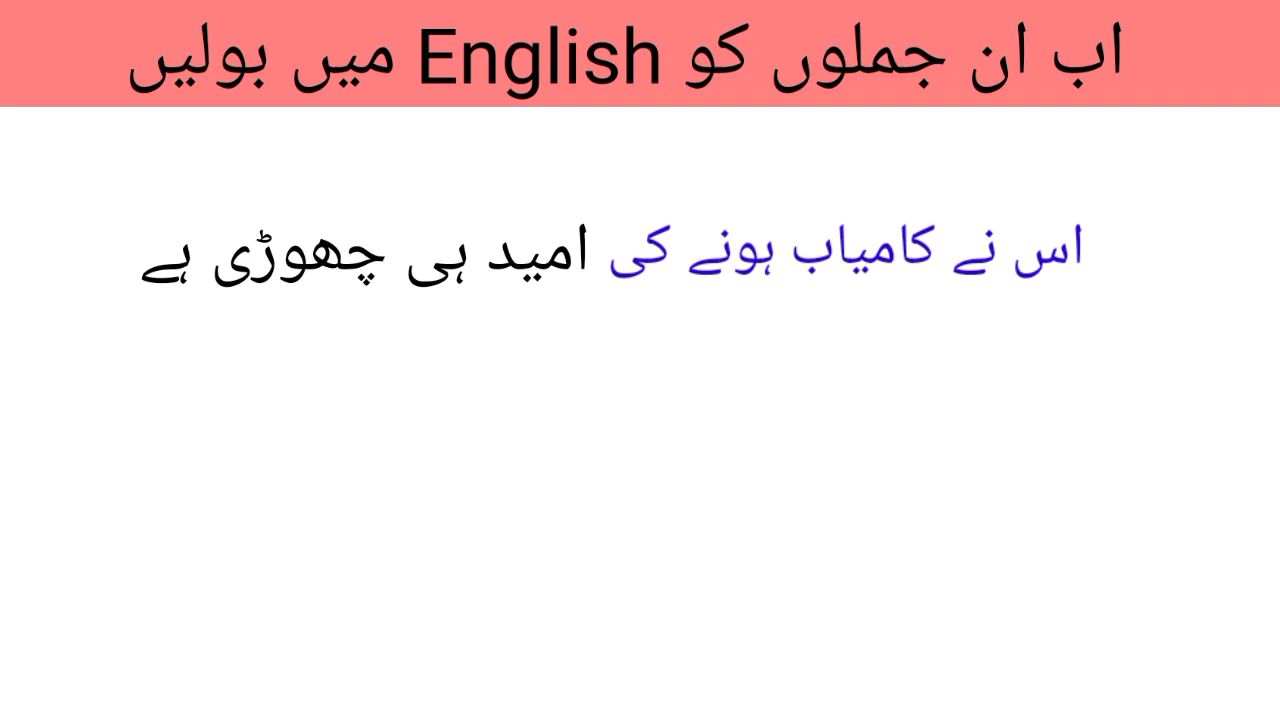 اب ان جملوں کو English میں بولیں
اس نے کامیاب ہونے کی امید ہی چھوڑی ہے